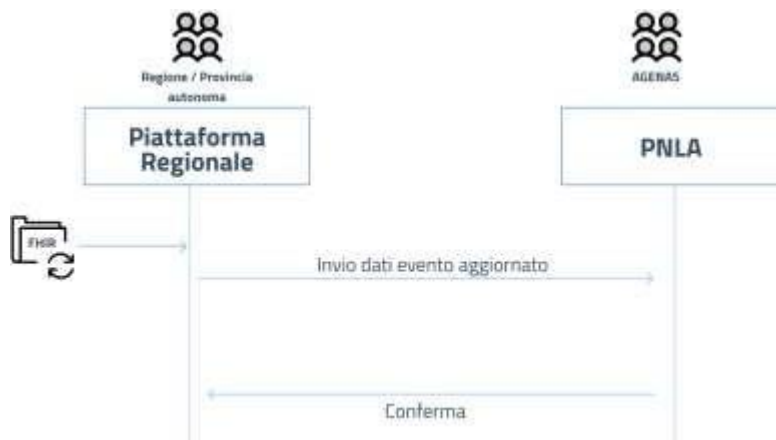 Regione / Provincia
autonoma
AGENAS
Piattaforma
Regionale
PNLA
FHIR
Invio dati evento aggiornato
Conferma